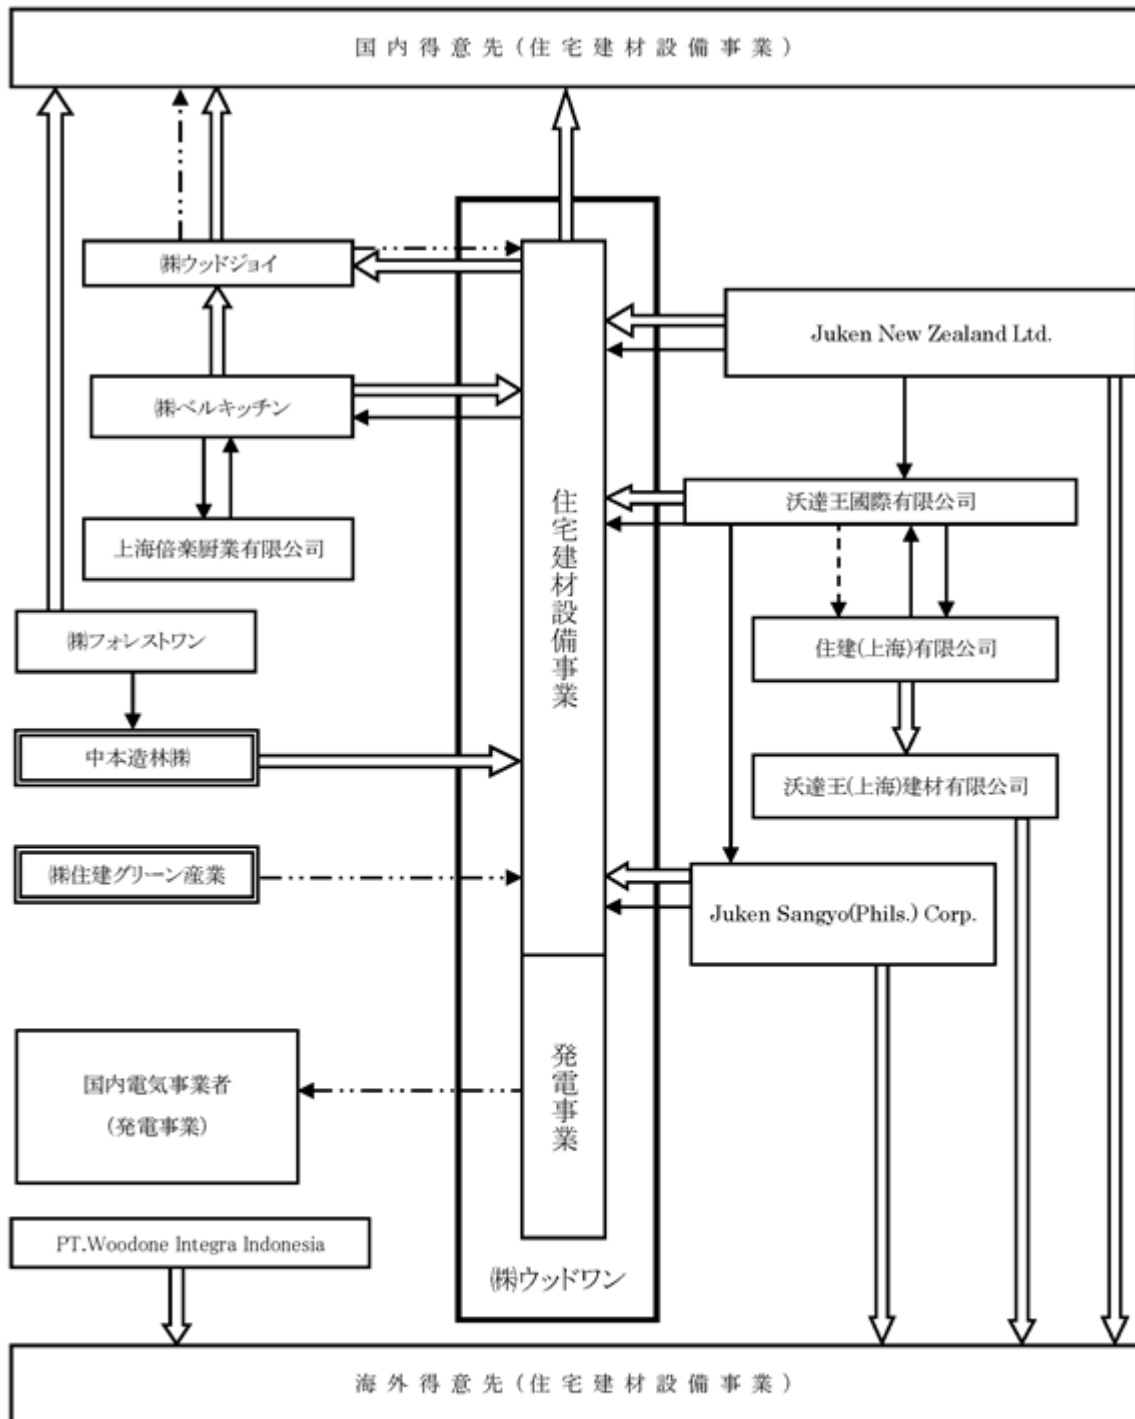 国内得意先(住宅建材設備事業)
㈱ウッドジョイ
Juken New Zealand Ltd.
㈱ベルキッチン
沃達王國際有限公司
上海倍楽厨業有限公司
住宅建材設備事業
㈱フォレストワン
住建(上海)有限公司
中本造林㈱
沃達王(上海)建材有限公司
㈱住建グリーン産業
Juken Sangyo(Phils.) Corp.
国内電気事業者
(発電事業)
発電事業
PT.Woodone Integra Indonesia
㈱ウッドワン
海外得意先(住宅建材設備事業)